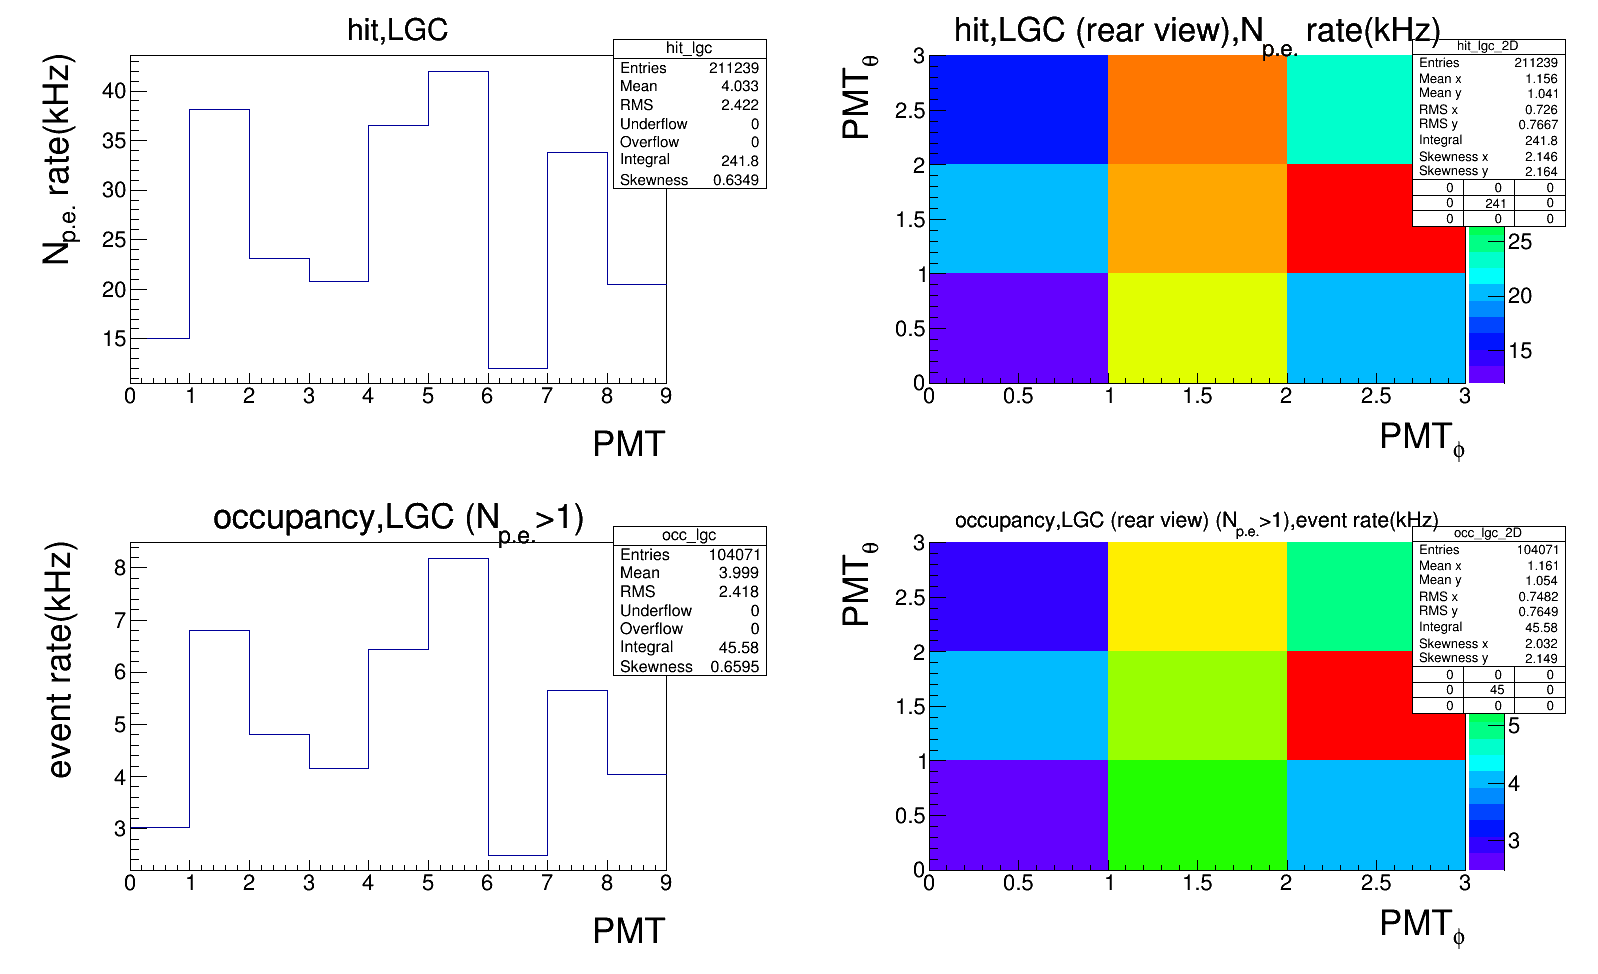 hit,LGC
hit_lgc
Entries 211239
Mean 4.033
RMS 2.422
Underflow 0
Overflow 0
Integral 241.8
Skewness 0.6349
N_p.e. rate(kHz)
40
35
30
25
20
15
0 1 2 3 4 5 6 7 8 9
PMT
hit,LGC (rear view),N_p.e. rate(kHz)
hit_lgc_2D
Entries 211239
Mean x 1.156
Mean y 1.041
RMS x 0.726
RMS y 0.7667
Integral 241.8
Skewness x 2.146
Skewness y 2.164
0 0 0
0 241 0
0 0 0
PMT_θ
3
2.5
2
1.5
1
0.5
0
0 0.5 1 1.5 2 2.5 3
25
20
15
PMT_ϕ
occupancy,LGC (N_p.e.>1)
occ_lgc
Entries 104071
Mean 3.999
RMS 2.418
Underflow 0
Overflow 0
Integral 45.58
Skewness 0.6595
event rate(kHz)
8
7
6
5
4
3
0 1 2 3 4 5 6 7 8 9
PMT
occupancy,LGC (rear view) (N_p.e.>1),event rate(kHz)
occ_lgc_2D
Entries 104071
Mean x 1.161
Mean y 1.054
RMS x 0.7482
RMS y 0.7649
Integral 45.58
Skewness x 2.032
Skewness y 2.149
0 0 0
0 45 0
0 0 0
PMT_θ
3
2.5
2
1.5
1
0.5
0
0 0.5 1 1.5 2 2.5 3
5
4
3
PMT_ϕ